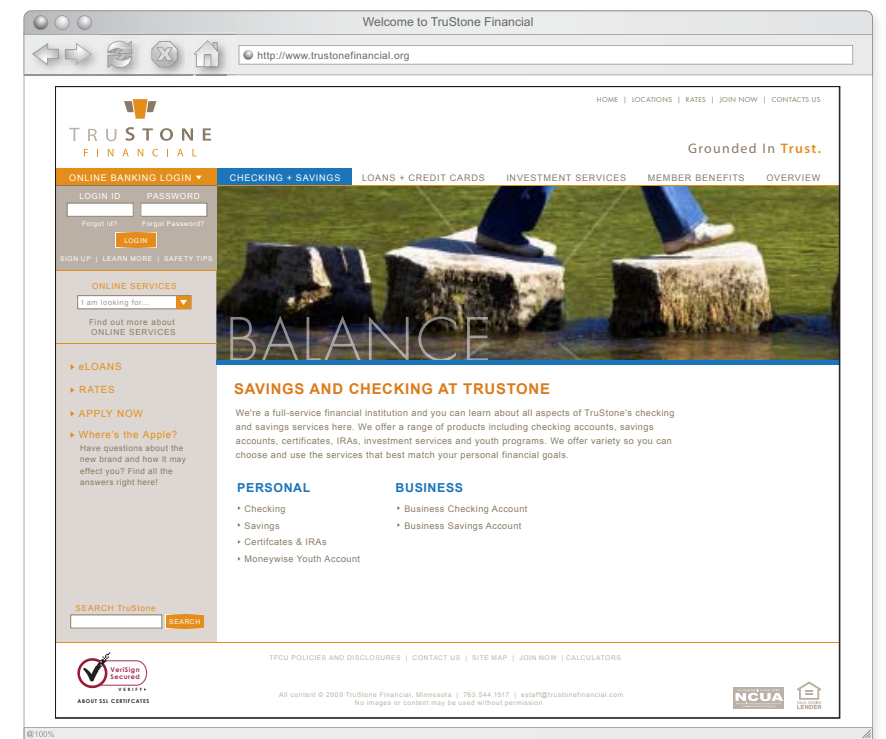 Welcome to TruStone Financial
http://www.trustonefinancial.org
HOME | LOCATIONS | RATES | JOIN NOW | CONTACTS US
TRUSTONE
FINANCIAL
Grounded In Trust.
ONLINE BANKING LOGIN
CHECKING + SAVINGS LOANS + CREDIT CARDS INVESTMENT SERVICES MEMBER BENEFITS OVERVIEW
LOGIN ID PASSWORD
Forgot Id? Forgot Password?
LOGIN
SIGN UP | LEARN MORE | SAFETY TIPS
ONLINE SERVICES
I am looking for...
Find out more about
ONLINE SERVICES
BALANCE
eLOANS
RATES
APPLY NOW
Where's the Apple?
Have questions about the
new brand and how it may
effect you? Find all the
answers right here!
SAVINGS AND CHECKING AT TRUSTONE
We're a full-service financial institution and you can learn about all aspects of TruStone's checking
and savings services here. We offer a range of products including checking accounts, savings
accounts, certificates, IRAs, investment services and youth programs. We offer variety so you can
choose and use the services that best match your personal financial goals.
PERSONAL
Checking
Savings
Certifcates & IRAs
Moneywise Youth Account
BUSINESS
Business Checking Account
Business Savings Account
SEARCH TruStone
SEARCH
VeriSign
Secured
VERIFY
ABOUT SSL CERTIFCATES
TFCU POLICIES AND DISCLOSURES | CONTACT US | SITE MAP | JOIN NOW | CALCULATORS
All content © 2009 TruStone Financial, Minnesota | 763.544.1517 | estaff@trustonefinancial.com
No images or content may be used without permission.
NCUA
LENDER
@100%